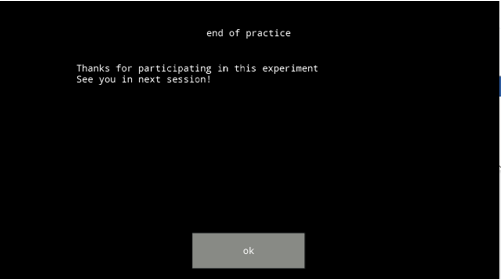 end of practice
Thanks for participating in this experiment
See you in next session!
ok